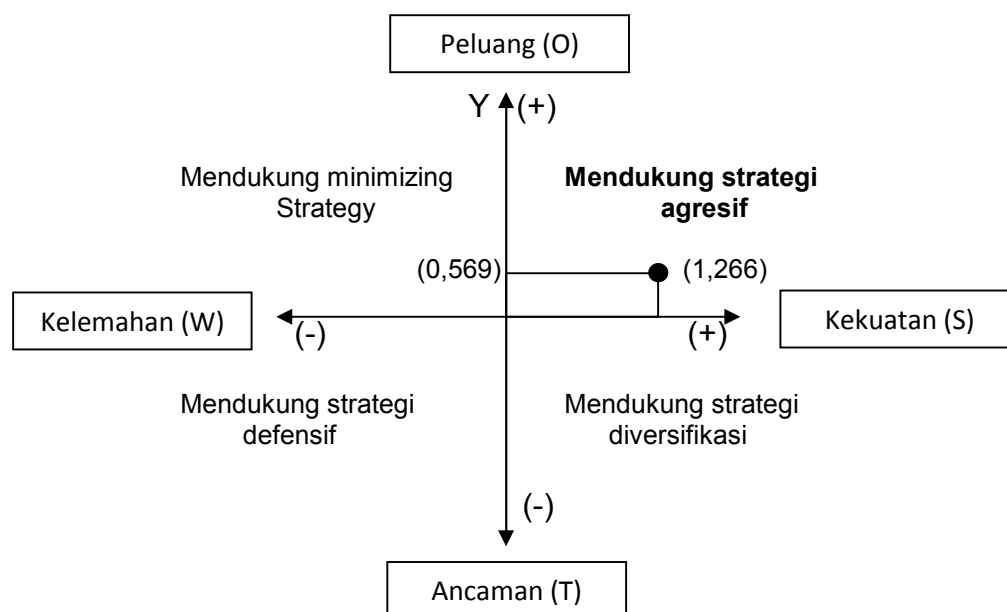 Peluang (O)
Y (+)
Mendukung minimizing
Strategy
Mendukung strategi
agresif
(0,569)
(1,266)
Kelemahan (W)
(-)
(+)
Kekuatan (S)
Mendukung strategi
defensif
Mendukung strategi
diversifikasi
(-)
Ancaman (T)